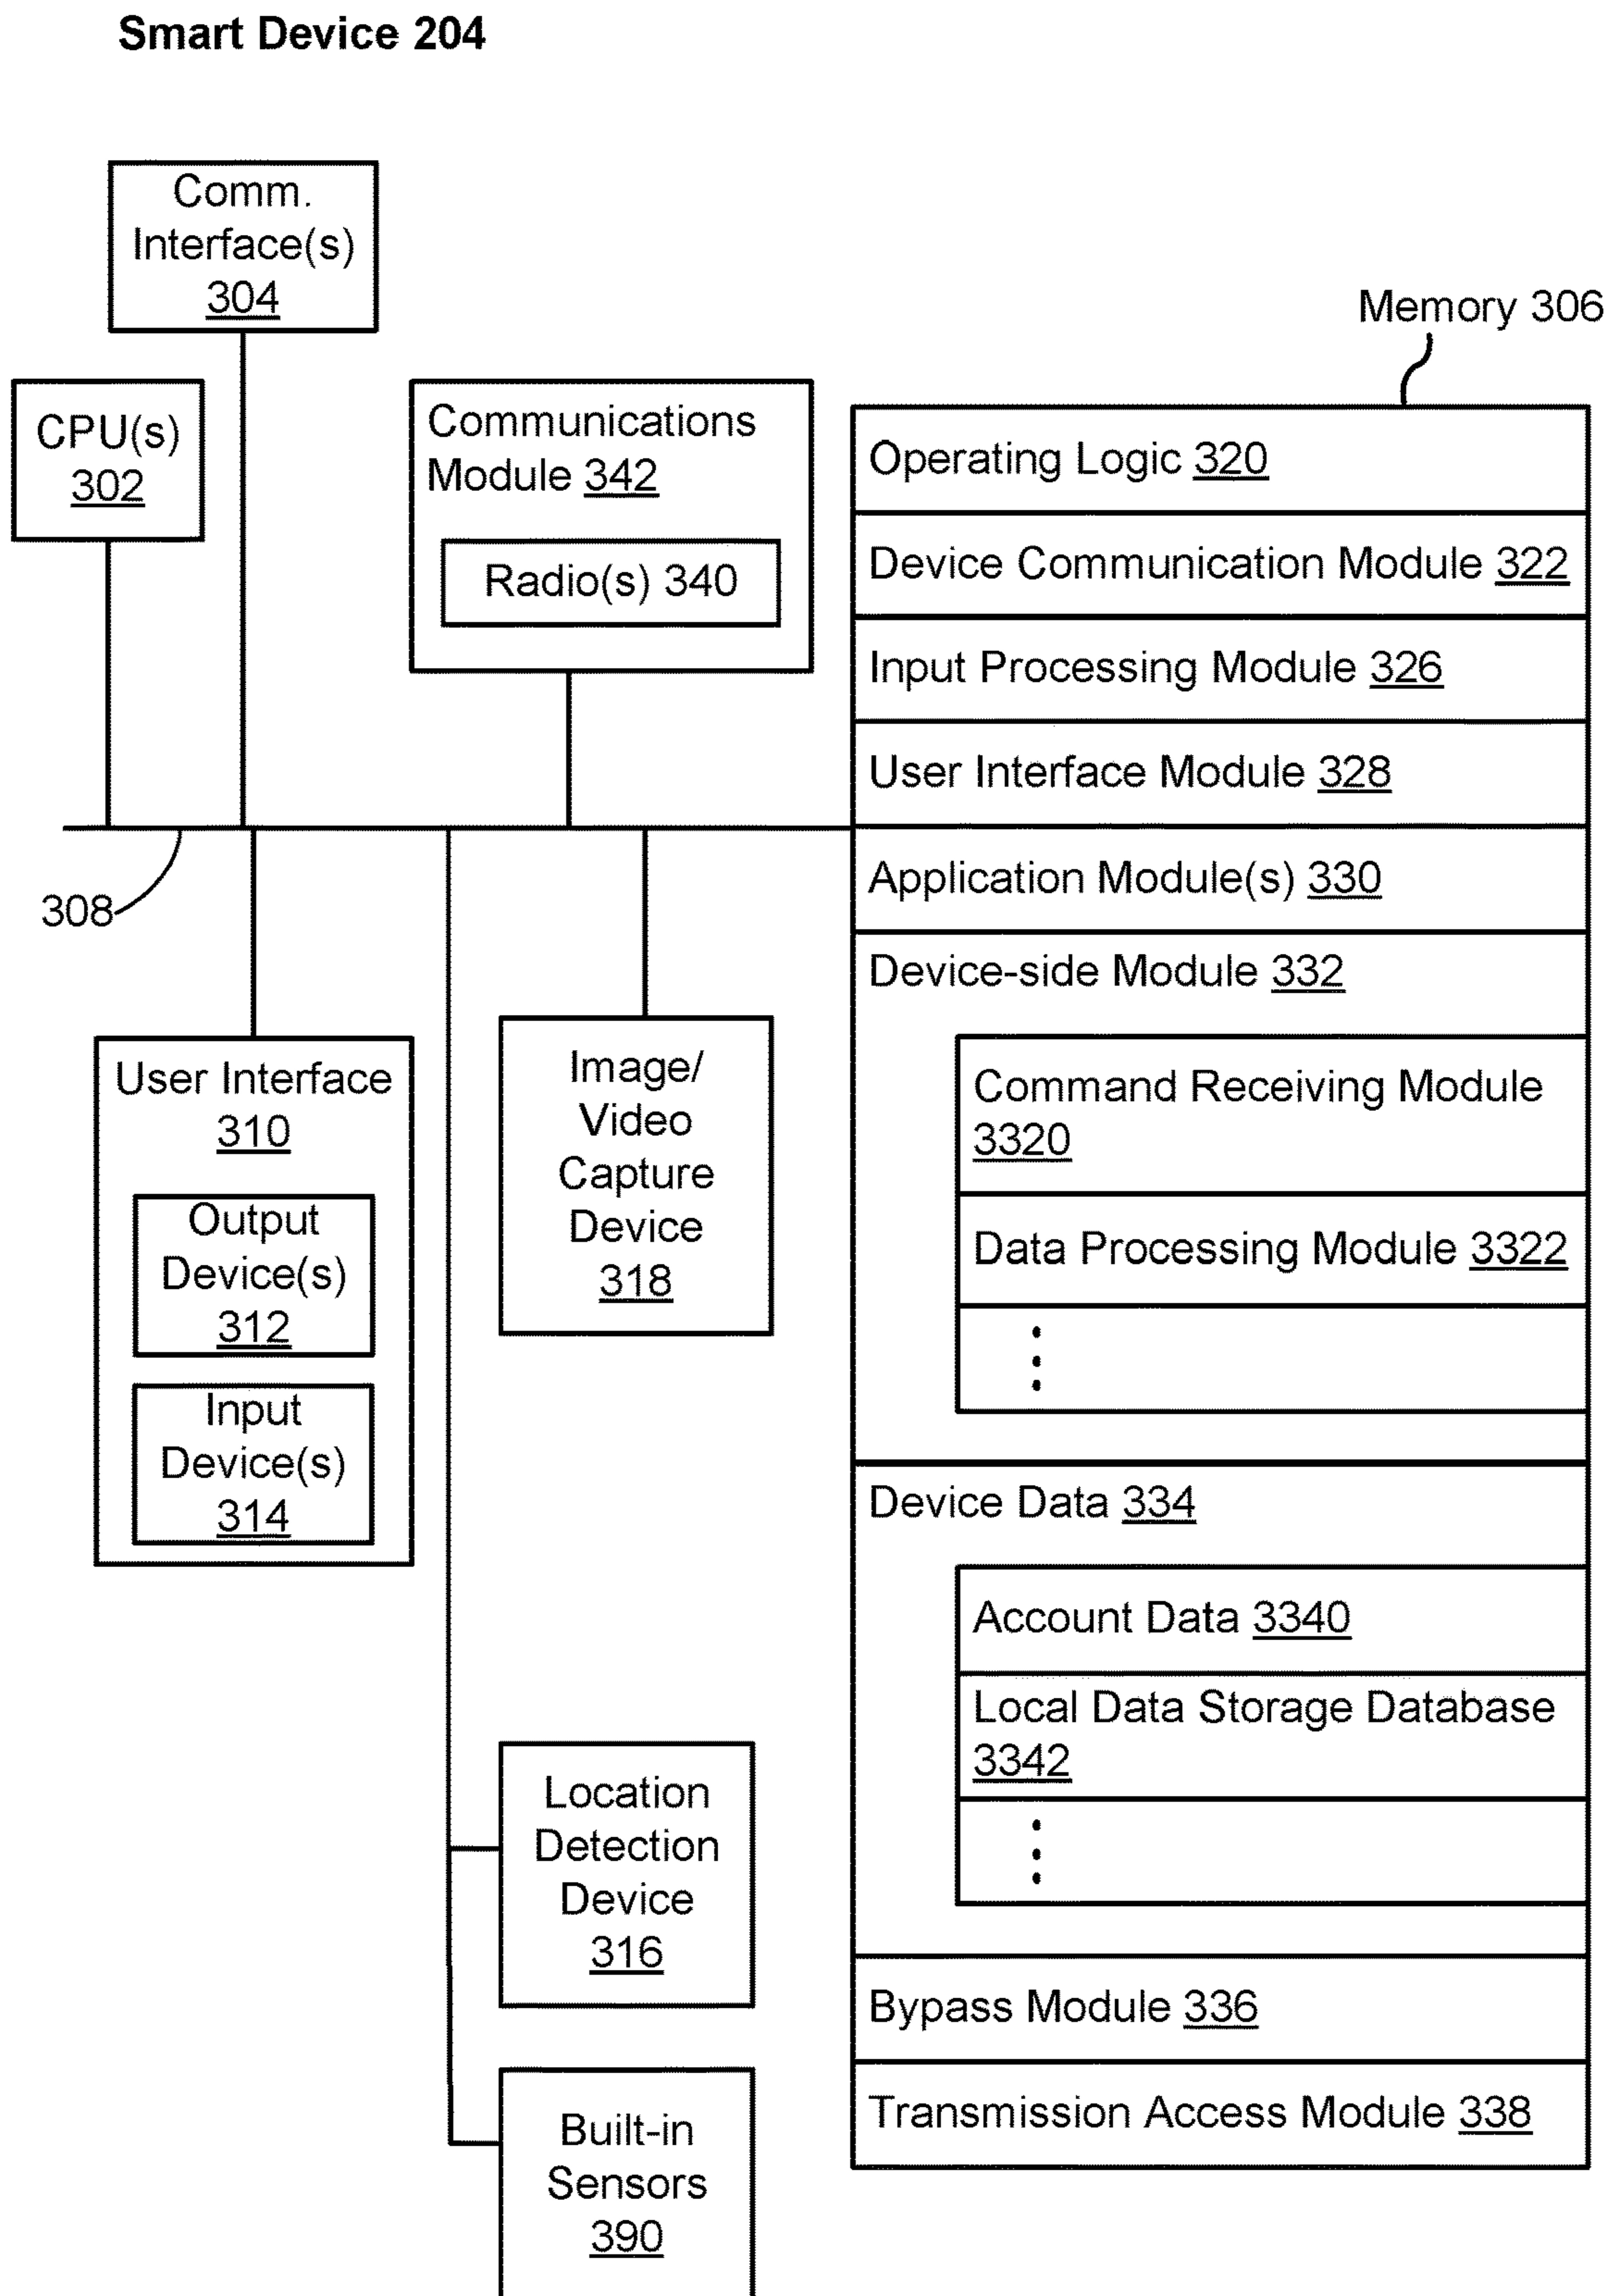 Smart Device 204
Comm.
Interface(s)
304
CPU(s)
302
Communications
Module 342
Radio(s) 340
308
User Interface
310
Output
Device(s)
312
Input
Device(s)
314
Image/
Video
Capture
Device
318
Location
Detection
Device
316
Built-in
Sensors
390
Memory 306
Operating Logic 320
Device Communication Module 322
Input Processing Module 326
User Interface Module 328
Application Module(s) 330
Device-side Module 332
Command Receiving Module
3320
Data Processing Module 3322
Device Data 334
Account Data 3340
Local Data Storage Database
3342
Bypass Module 336
Transmission Access Module 338